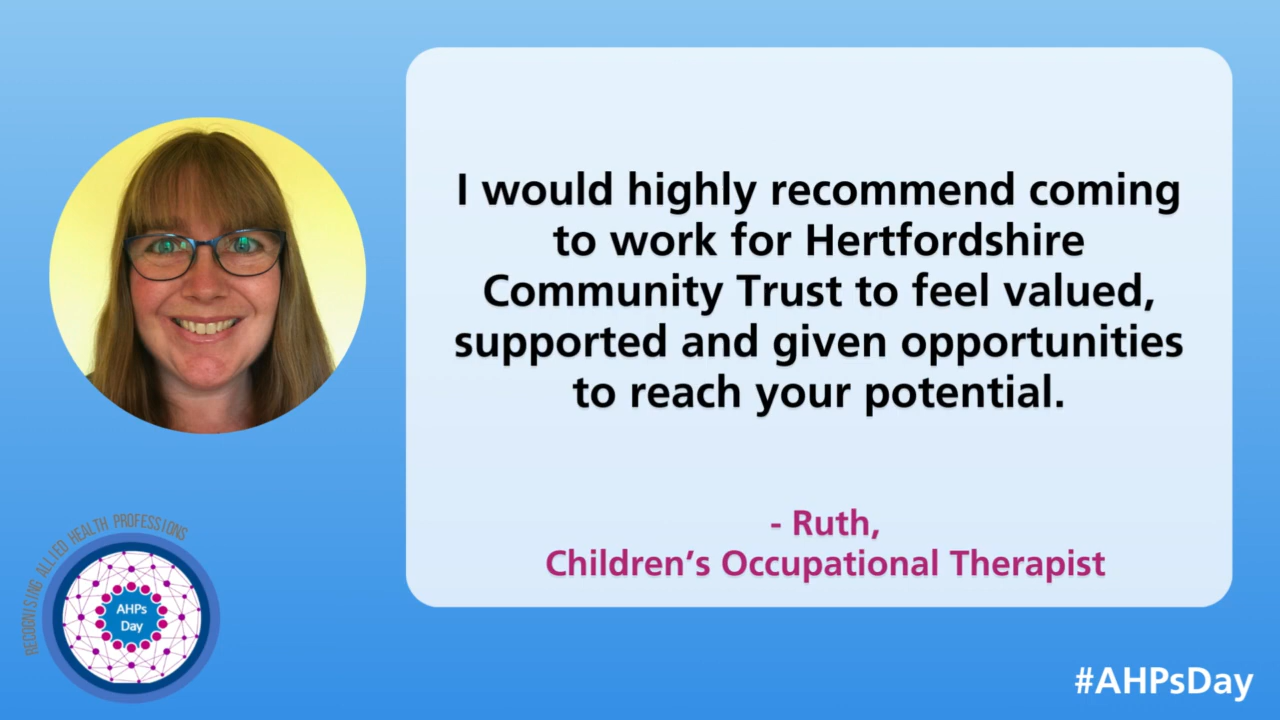 I would highly recommend coming
to work for Hertfordshire
Community Trust to feel valued,
supported and given opportunities
to reach your potential.
- Ruth,
Children’s Occupational Therapist
RECOGNISING ALLIED HEALTH PROFESSIONS
AHPs
Day
#AHPsDay